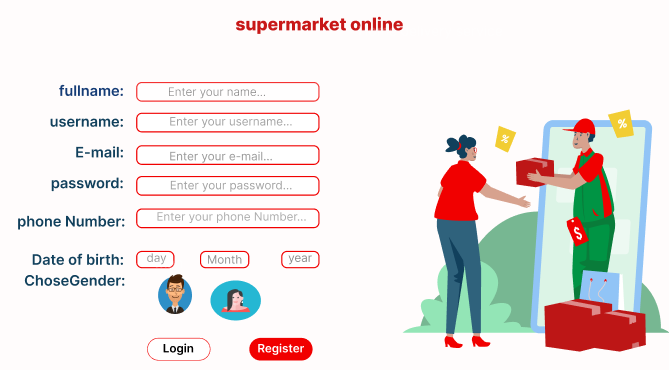 supermarket online
fullname: Enter your name...
username: Enter your username...
E-mail: Enter your e-mail...
password: Enter your password...
phone Number: Enter your phone Number...
Date of birth: day Month year
ChoseGender:
Login Register
%
%
$